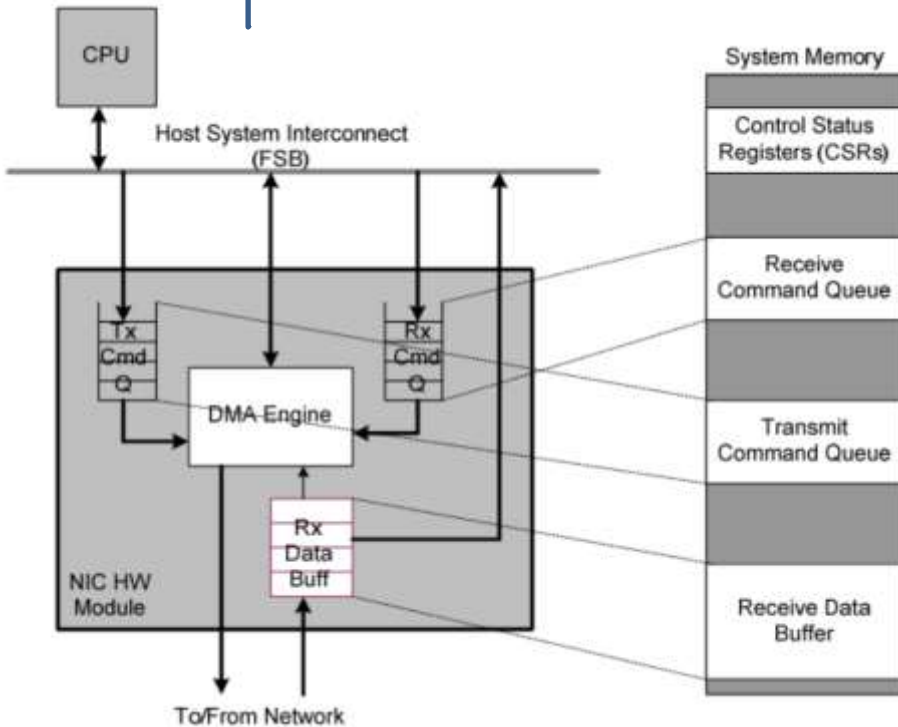 CPU
Host System Interconnect
(FSB)
Tx
Cmd
Q
Rx
Cmd
Q
DMA Engine
Rx
Data
Buff
NIC HW
Module
To/From Network
System Memory
Control Status
Registers (CSRs)
Receive
Command Queue
Transmit
Command Queue
Receive Data
Buffer